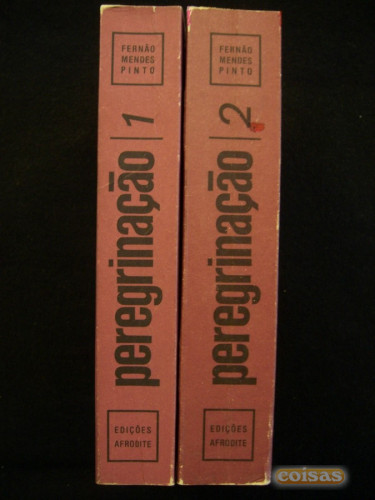 FERNÃO
MENDES
PINTO
peregrinação | 1
EDIÇÕES
AFRODITE
FERNÃO
MENDES
PINTO
peregrinação | 2
EDIÇÕES
AFRODITE
coisas